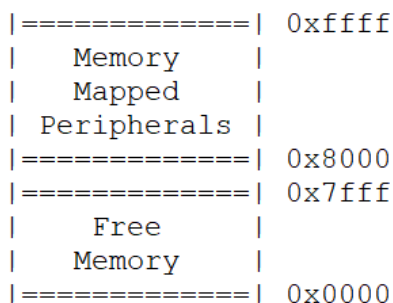 |=============| 0xffff
|   Memory    |
|   Mapped    |
| Peripherals |
|=============| 0x8000
|=============| 0x7fff
|    Free     |
|   Memory    |
|=============| 0x0000